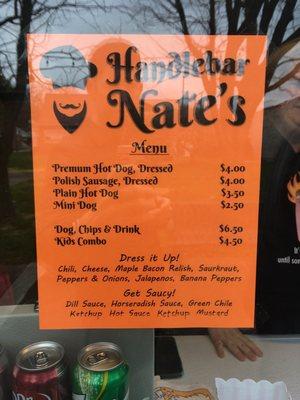 Handlebar
Nate's
Menu
Premum Hot Dog, Dressed $4.00
Polish Sausage, Dressed $4.00
Plain Hot Dog $3.50
Mini Dog $2.50
Dog, Chips & Drink $6.50
Kids Combo $4.50
Dress it Up!
Chili, Cheese, Maple Bacon Relish, Saurkraut,
Peppers & Onions, Jalapenos, Banana Peppers
Get Saucy!
Dill Sauce, Horseradish Sauce, Green Chile
Ketchup Hot Sauce Ketchup Mustard
It's
until